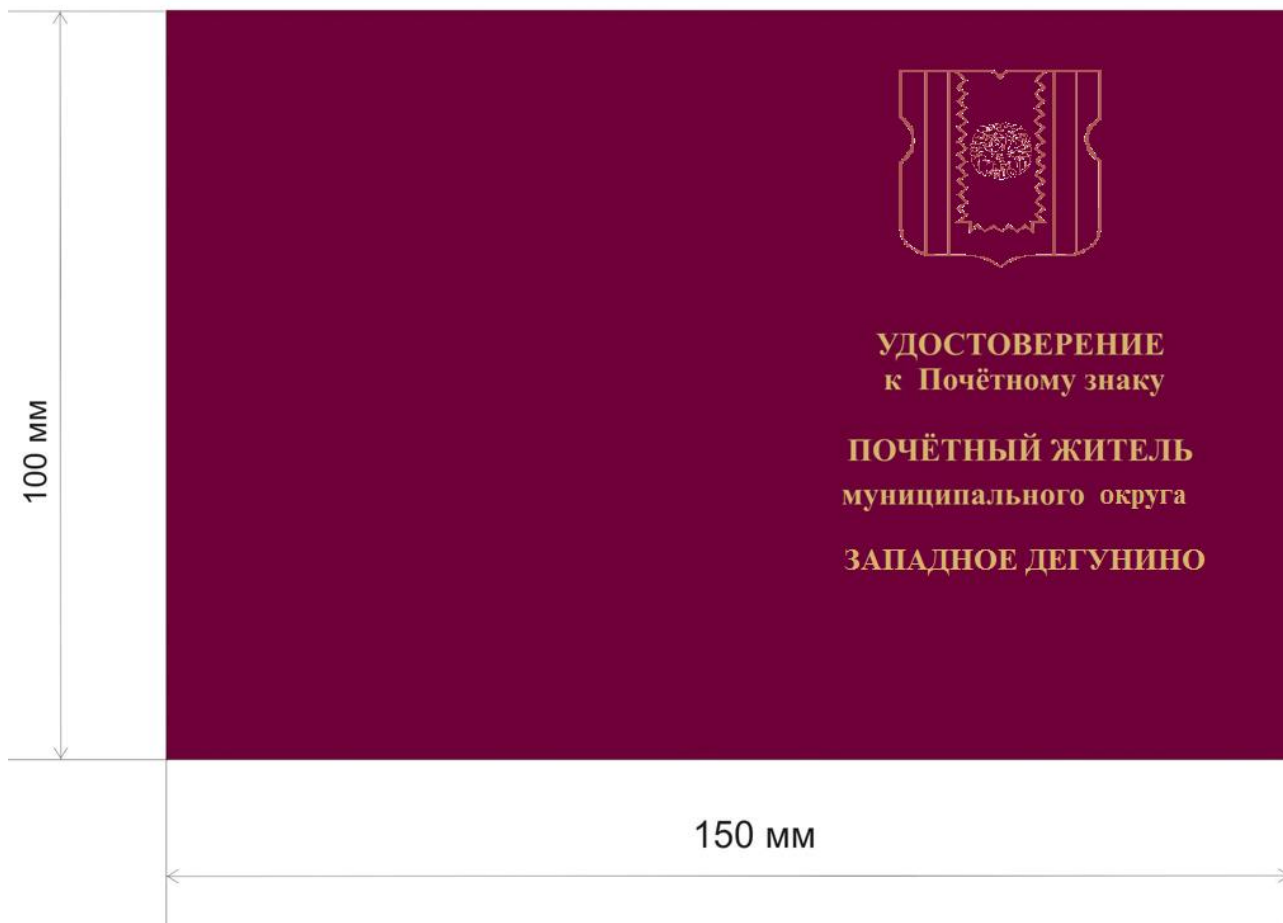 УДОСТОВЕРЕНИЕ
к Почётному знаку
ПОЧЁТНЫЙ ЖИТЕЛЬ
муниципального округа
ЗАПАДНОЕ ДЕГУНИНО
100 мм
150 мм